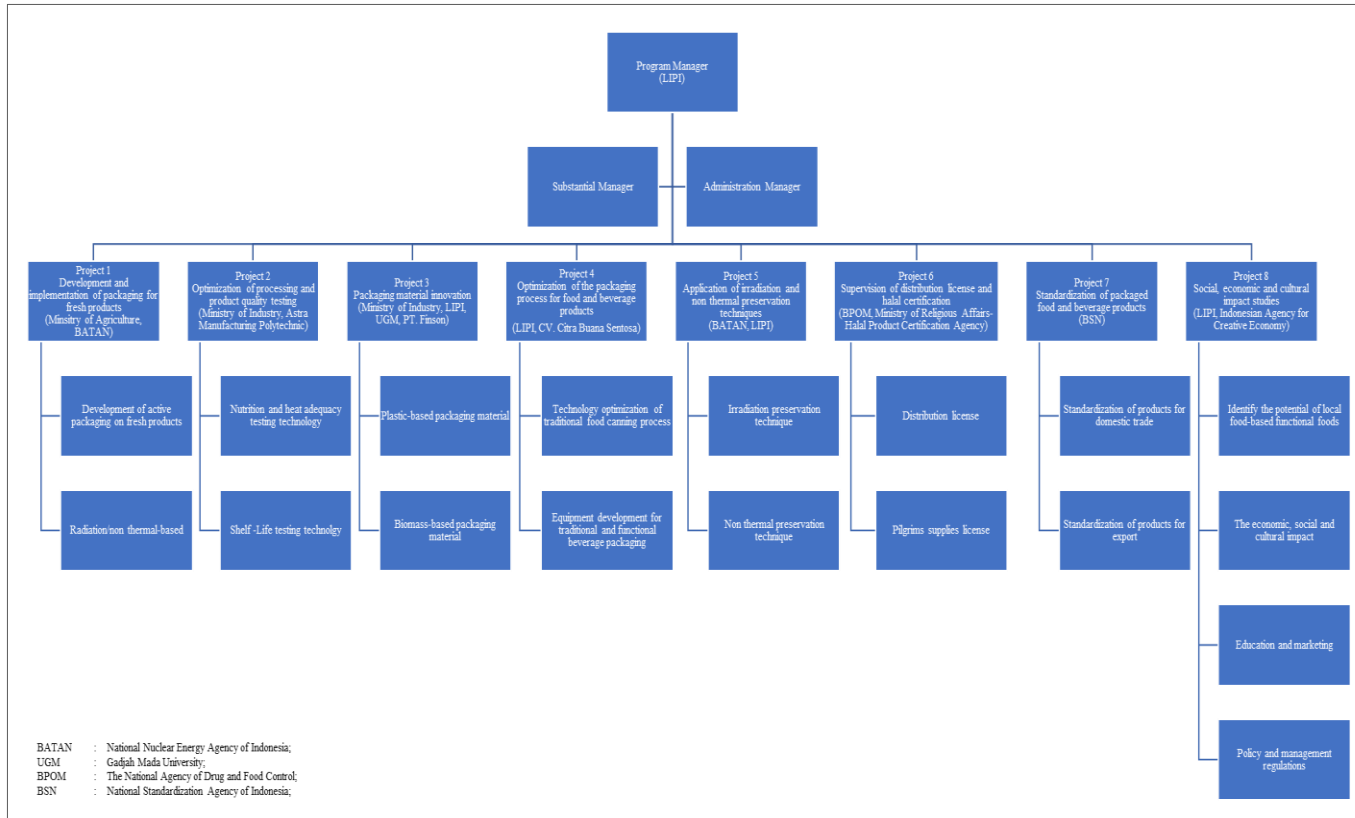 Program Manager
(LIPI)
Substantial Manager
Administration Manager
Project 1
Development and
implementation of packaging for
fresh products
(Minsitry of Agriculture,
BATAN)
Project 2
Optimization of processing and
product quality testing
(Ministry of Industry, Astra
Manufacturing Polytechnic)
Project 3
Packaging material innovation
(Ministry of Industry, LIPI,
UGM, PT. Finson)
Project 4
Optimization of the packaging
process for food and beverage
products
(LIPI, CV. Citra Buana Sentosa)
Project 5
Application of irradiation and
non thermal preservation
techniques
(BATAN, LIPI)
Project 6
Supervision of distribution license and
halal certification
(BPOM, Ministry of Religious Affairs-
Halal Product Certification Agency)
Project 7
Standardization of packaged
food and beverage products
(BSN)
Project 8
Social, economic and cultural
impact studies
(LIPI, Indonesian Agency for
Creative Economy)
Development of active
packaging on fresh products
Nutrition and heat adequacy
testing technology
Plastic-based packaging material
Technology optimization of
traditional food canning process
Irradiation preservation
technique
Distribution license
Standardization of products for
domestic trade
Identify the potential of local
food-based functional foods
Radiation/non thermal-based
Shelf -Life testing technolgy
Biomass-based packaging
material
Equipment development for
traditional and functional
beverage packaging
Non thermal preservation
technique
Pilgrims supplies license
Standardization of products for
export
The economic, social and
cultural impact
Education and marketing
Policy and management
regulations
BATAN : National Nuclear Energy Agency of Indonesia;
UGM : Gadjah Mada University;
BPOM : The National Agency of Drug and Food Control;
BSN : National Standardization Agency of Indonesia;